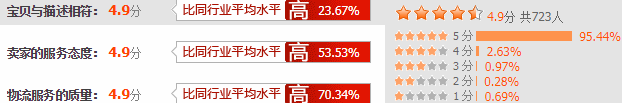 宝贝与描述相符: 4.9分 比同行业平均水平 高 23.67%
卖家的服务态度: 4.9分 比同行业平均水平 高 53.53%
物流服务的质量: 4.9分 比同行业平均水平 高 70.34%
4.9分 共723人
5分 95.44%
4分 2.63%
3分 0.97%
2分 0.28%
1分 0.69%